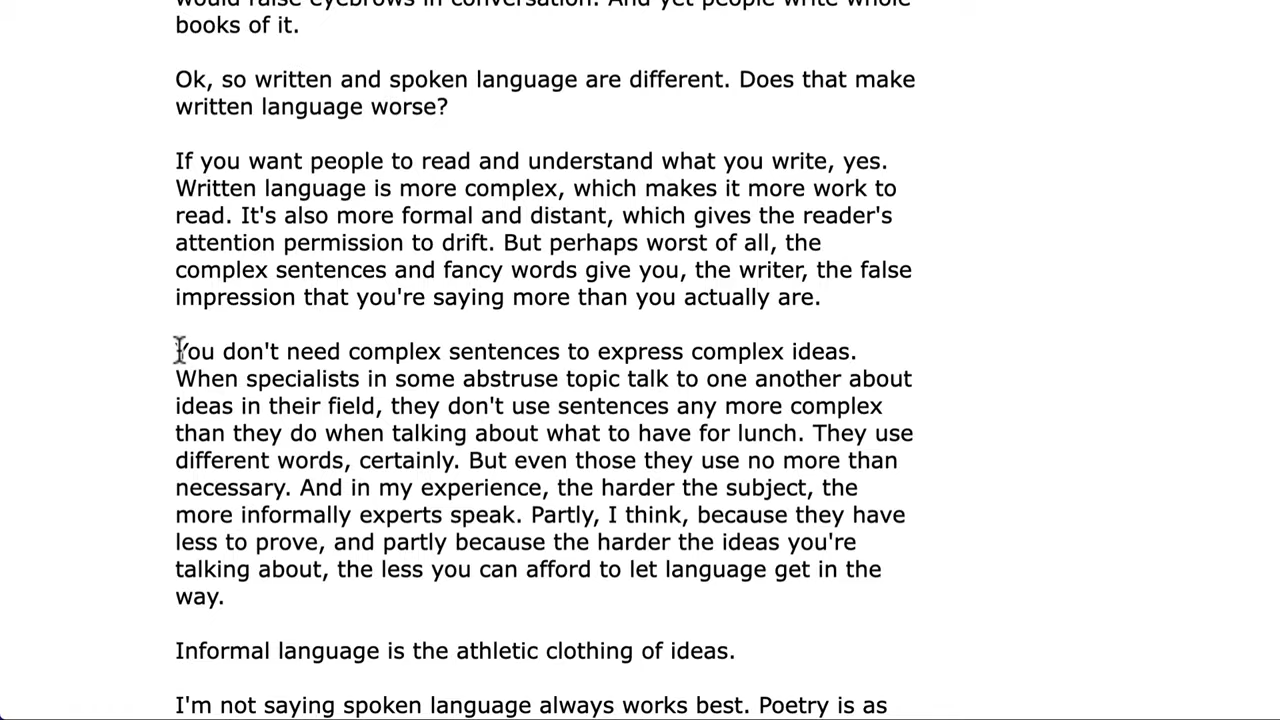 would raise eyebrows in conversation. And yet people write whole
books of it.
Ok, so written and spoken language are different. Does that make
written language worse?
If you want people to read and understand what you write, yes.
Written language is more complex, which makes it more work to
read. It's also more formal and distant, which gives the reader's
attention permission to drift. But perhaps worst of all, the
complex sentences and fancy words give you, the writer, the false
impression that you're saying more than you actually are.
You don't need complex sentences to express complex ideas.
When specialists in some abstruse topic talk to one another about
ideas in their field, they don't use sentences any more complex
than they do when talking about what to have for lunch. They use
different words, certainly. But even those they use no more than
necessary. And in my experience, the harder the subject, the
more informally experts speak. Partly, I think, because they have
less to prove, and partly because the harder the ideas you're
talking about, the less you can afford to let language get in the
way.
Informal language is the athletic clothing of ideas.
I'm not saying spoken language always works best. Poetry is as